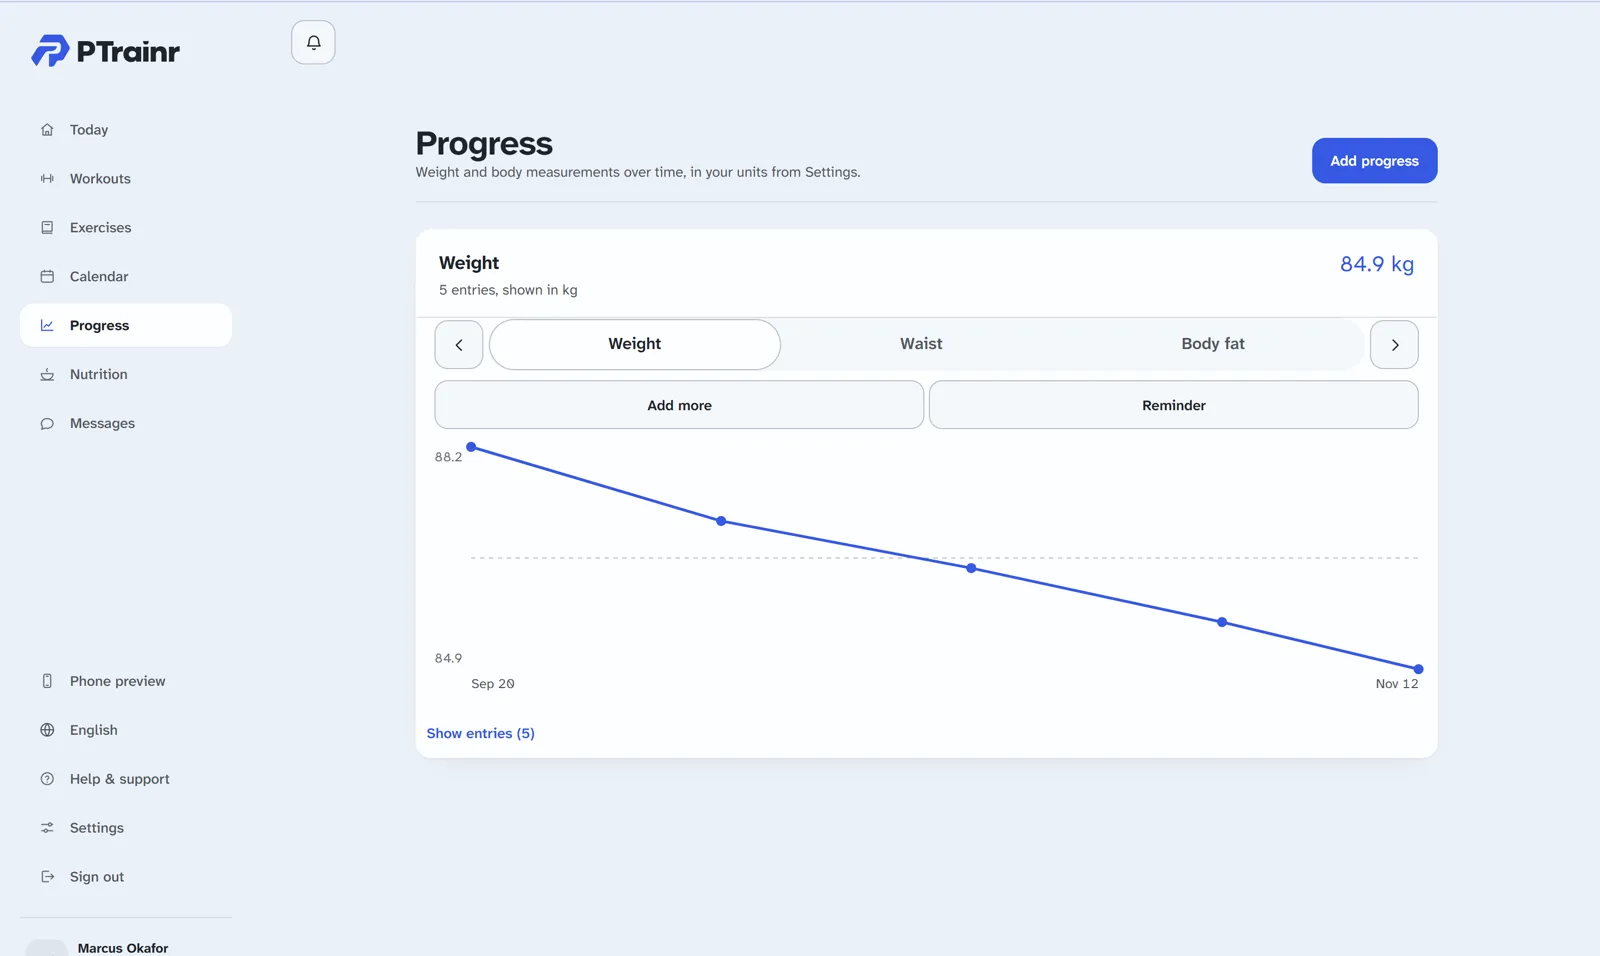 PTrainr
Today
Workouts
Exercises
Calendar
Progress
Nutrition
Messages
Phone preview
English
Help & support
Settings
Sign out
Marcus Okafor
Progress
Weight and body measurements over time, in your units from Settings.
Add progress
Weight
84.9 kg
5 entries, shown in kg
Weight
Waist
Body fat
Add more
Reminder
88.2
84.9
Sep 20
Nov 12
Show entries (5)